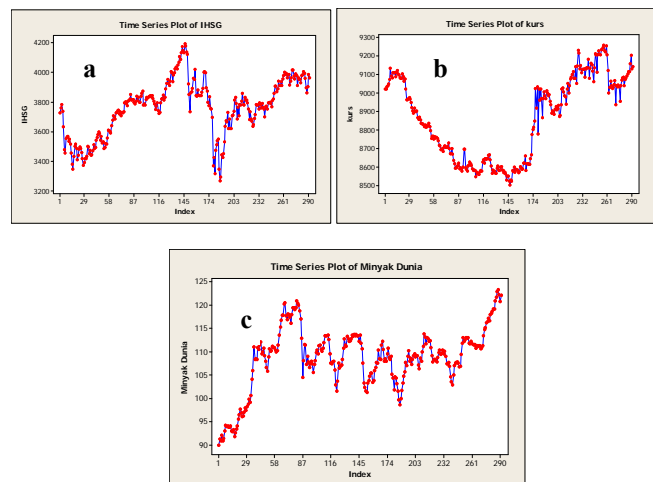 Time Series Plot of IHSG
a
IHSG
4200
4000
3800
3600
3400
3200
1 29 58 87 116 145 174 203 232 261 290
Index
Time Series Plot of kurs
b
kurs
9300
9200
9100
9000
8900
8800
8700
8600
8500
1 29 58 87 116 145 174 203 232 261 290
Index
Time Series Plot of Minyak Dunia
c
Minyak Dunia
125
120
115
110
105
100
95
90
1 29 58 87 116 145 174 203 232 261 290
Index